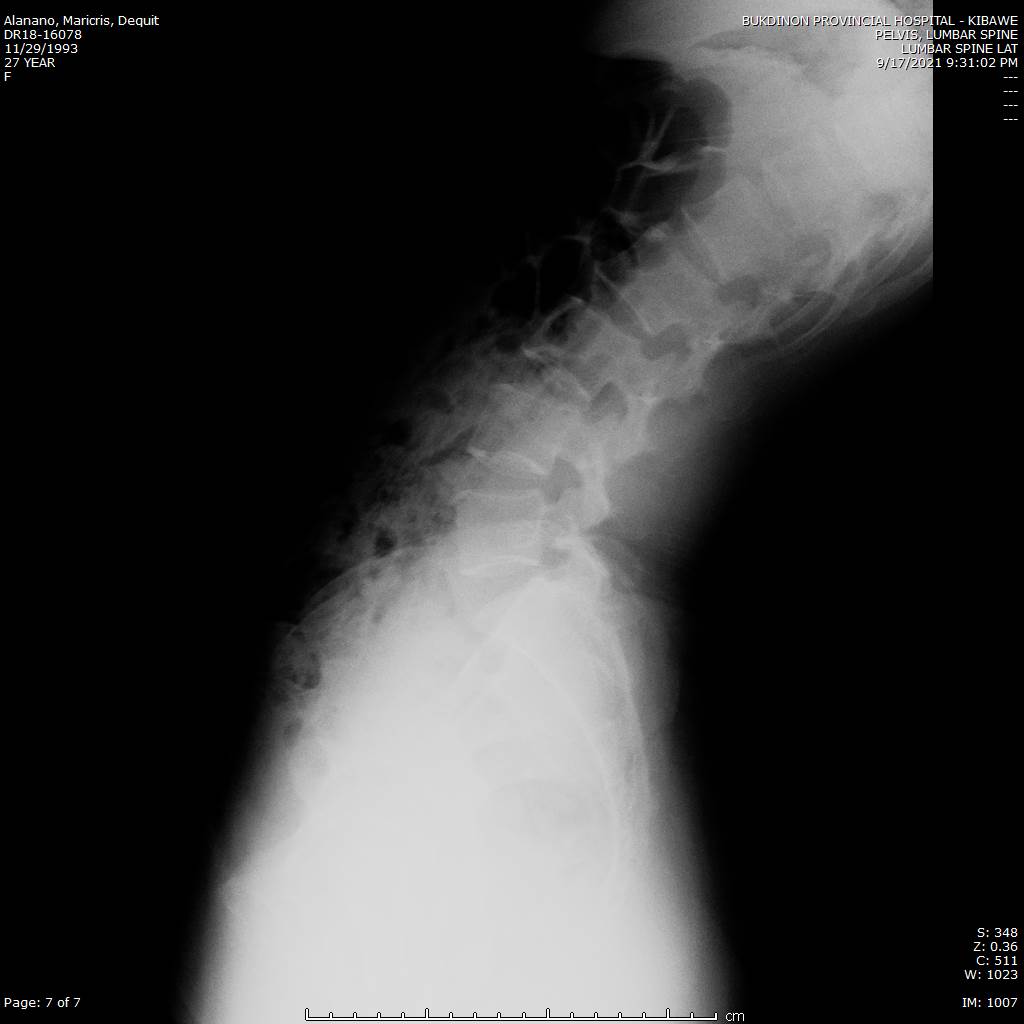 Alanano, Maricris, Dequit
DR18-16078
11/29/1993
27 YEAR
F
BUKDINON PROVINCIAL HOSPITAL - KIBAWE
PELVIS, LUMBAR SPINE
LUMBAR SPINE LAT
9/17/2021 9:31:02 PM
---
---
---
S: 348
Z: 0.36
C: 511
W: 1023
Page: 7 of 7
IM: 1007
cm